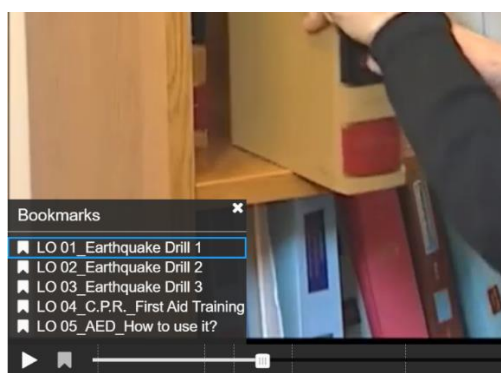 Bookmarks
LO 01_Earthquake Drill 1
LO 02_Earthquake Drill 2
LO 03_Earthquake Drill 3
LO 04_C.P.R._First Aid Training
LO 05_AED_How to use it?